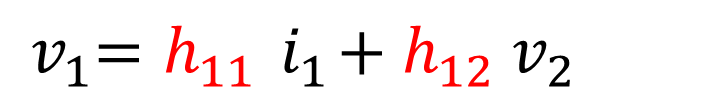 v₁= h₁₁ i₁ + h₁₂ v₂